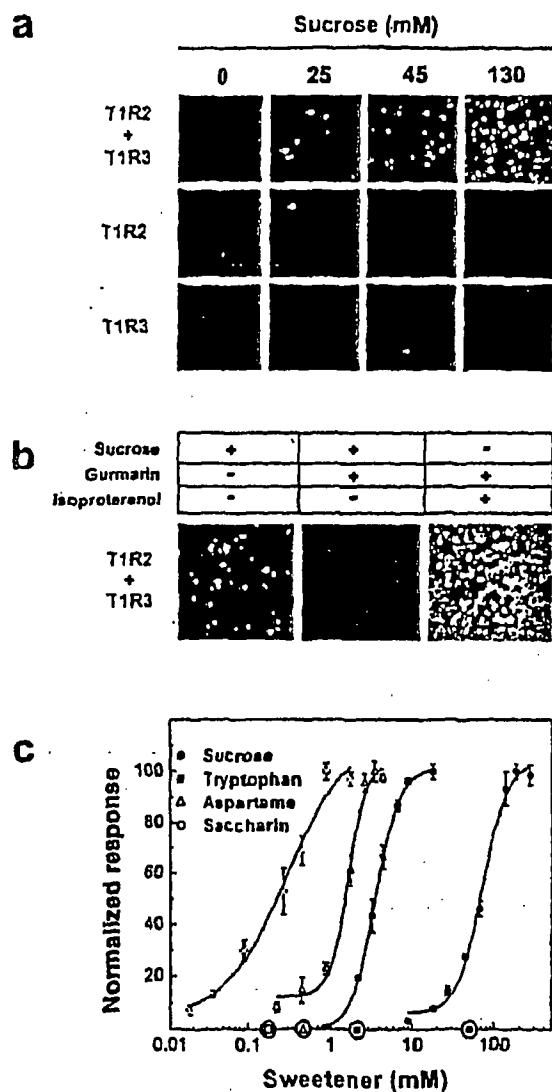 a
Sucrose (mM)
0 25 45 130
T1R2
+
T1R3
T1R2
T1R3
b
Sucrose + + -
Gurmarin - + +
Isoproterenol - - +
T1R2
+
T1R3
c
Normalized response
100
80
60
40
20
Sucrose
Tryptophan
Aspartame
Saccharin
0.01 0.1 1 10 100
Sweetener (mM)